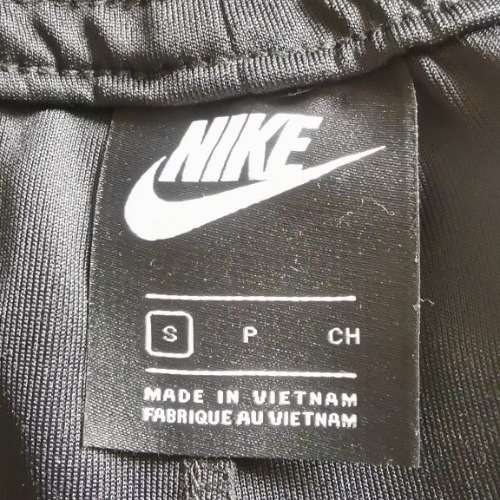 NIKE
S P CH
MADE IN VIETNAM
FABRIQUE AU VIETNAM